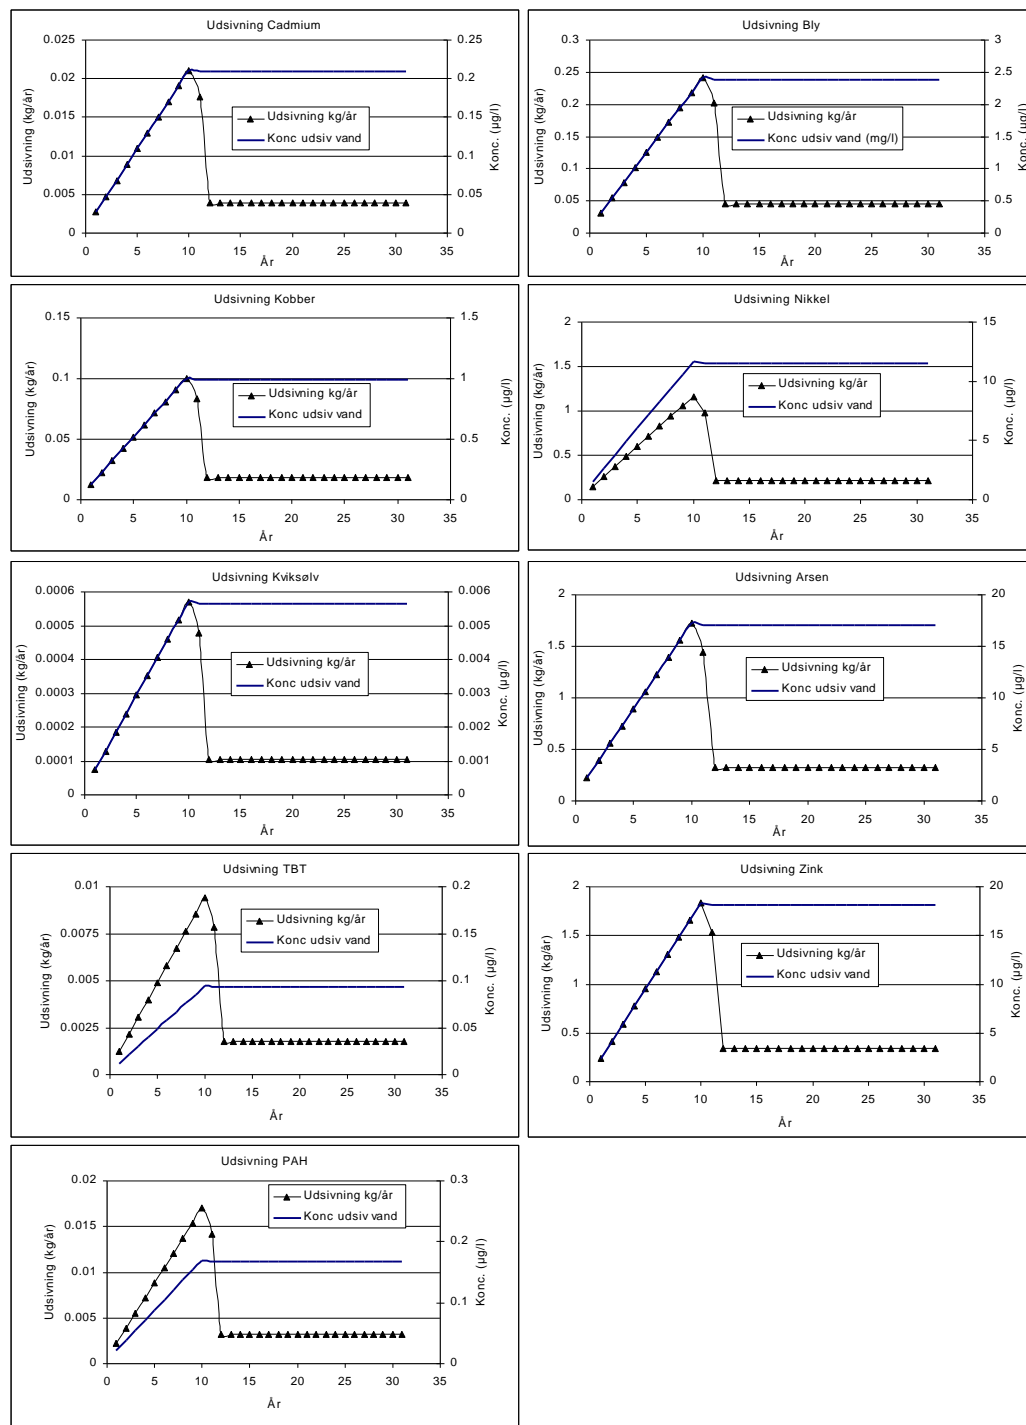 Udsivning Cadmium
0.025
0.02
0.015
0.01
0.005
0
0.25
0.2
0.15
0.1
0.05
0
0 5 10 15 20 25 30 35
Udsivning (kg/år)
Konc. (µg/l)
År
Udsivning kg/år
Konc udsiv vand
Udsivning Bly
0.3
0.25
0.2
0.15
0.1
0.05
0
3
2.5
2
1.5
1
0.5
0
0 5 10 15 20 25 30 35
Udsivning (kg/år)
Konc. (µg/l)
År
Udsivning kg/år
Konc udsiv vand (mg/l)
Udsivning Kobber
0.15
0.1
0.05
0
1.5
1
0.5
0
0 5 10 15 20 25 30 35
Udsivning (kg/år)
Konc. (µg/l)
År
Udsivning kg/år
Konc udsiv vand
Udsivning Nikkel
2
1.5
1
0.5
0
15
10
5
0
0 5 10 15 20 25 30 35
Udsivning (kg/år)
Konc. (µg/l)
År
Udsivning kg/år
Konc udsiv vand
Udsivning Kviksølv
0.0006
0.0005
0.0004
0.0003
0.0002
0.0001
0
0.006
0.005
0.004
0.003
0.002
0.001
0
0 5 10 15 20 25 30 35
Udsivning (kg/år)
Konc. (µg/l)
År
Udsivning kg/år
Konc udsiv vand
Udsivning Arsen
2
1.5
1
0.5
0
20
15
10
5
0
0 5 10 15 20 25 30 35
Udsivning (kg/år)
Konc. (µg/l)
År
Udsivning kg/år
Konc udsiv vand
Udsivning TBT
0.01
0.0075
0.005
0.0025
0
0.2
0.15
0.1
0.05
0
0 5 10 15 20 25 30 35
Udsivning (kg/år)
Konc. (µg/l)
År
Udsivning kg/år
Konc udsiv vand
Udsivning Zink
2
1.5
1
0.5
0
20
15
10
5
0
0 5 10 15 20 25 30 35
Udsivning (kg/år)
Konc. (µg/l)
År
Udsivning kg/år
Konc udsiv vand
Udsivning PAH
0.02
0.015
0.01
0.005
0
0.3
0.2
0.1
0
0 5 10 15 20 25 30 35
Udsivning (kg/år)
Konc. (µg/l)
År
Udsivning kg/år
Konc udsiv vand